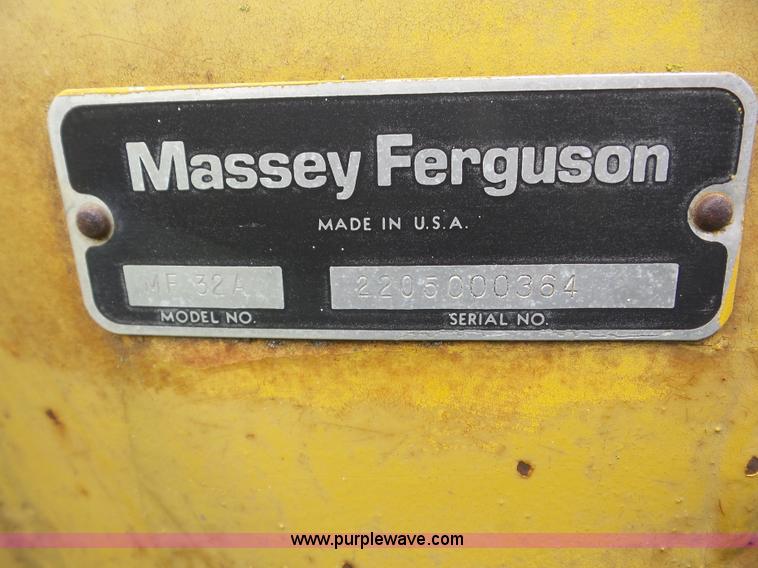 Massey Ferguson
MADE IN U.S.A.
MF 32A 2205000364
MODEL NO. SERIAL NO.
www.purplewave.com